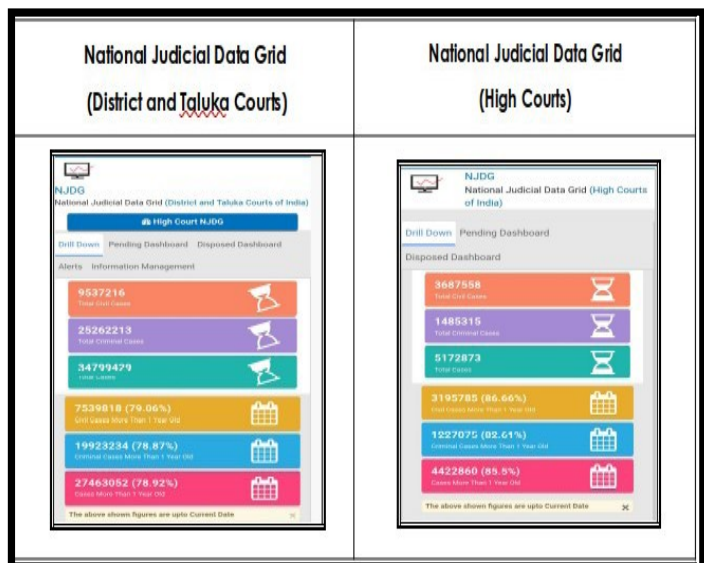 National Judicial Data Grid
(District and Taluka Courts)
National Judicial Data Grid
(High Courts)
NJDG
National Judicial Data Grid (District and Taluka Courts of India)
High Court NJDG
Drill Down Pending Dashboard Disposed Dashboard
Alerts Information Management
9537216
Total Civil Cases
25262213
Total Criminal Cases
34799429
Total Cases
7539818 (79.06%)
Civil Cases More Than 1 Year Old
19923234 (78.87%)
Criminal Cases More Than 1 Year Old
27463052 (78.92%)
Cases More Than 1 Year Old
The above shown figures are upto Current Date
NJDG
National Judicial Data Grid (High Courts
of India)
Drill Down Pending Dashboard
Disposed Dashboard
3687558
Total Civil Cases
1485315
Total Criminal Cases
5172873
Total Cases
3195785 (86.66%)
Civil Cases More Than 1 Year Old
1227075 (82.61%)
Criminal Cases More Than 1 Year Old
4422860 (85.5%)
Cases More Than 1 Year Old
The above shown figures are upto Current Date